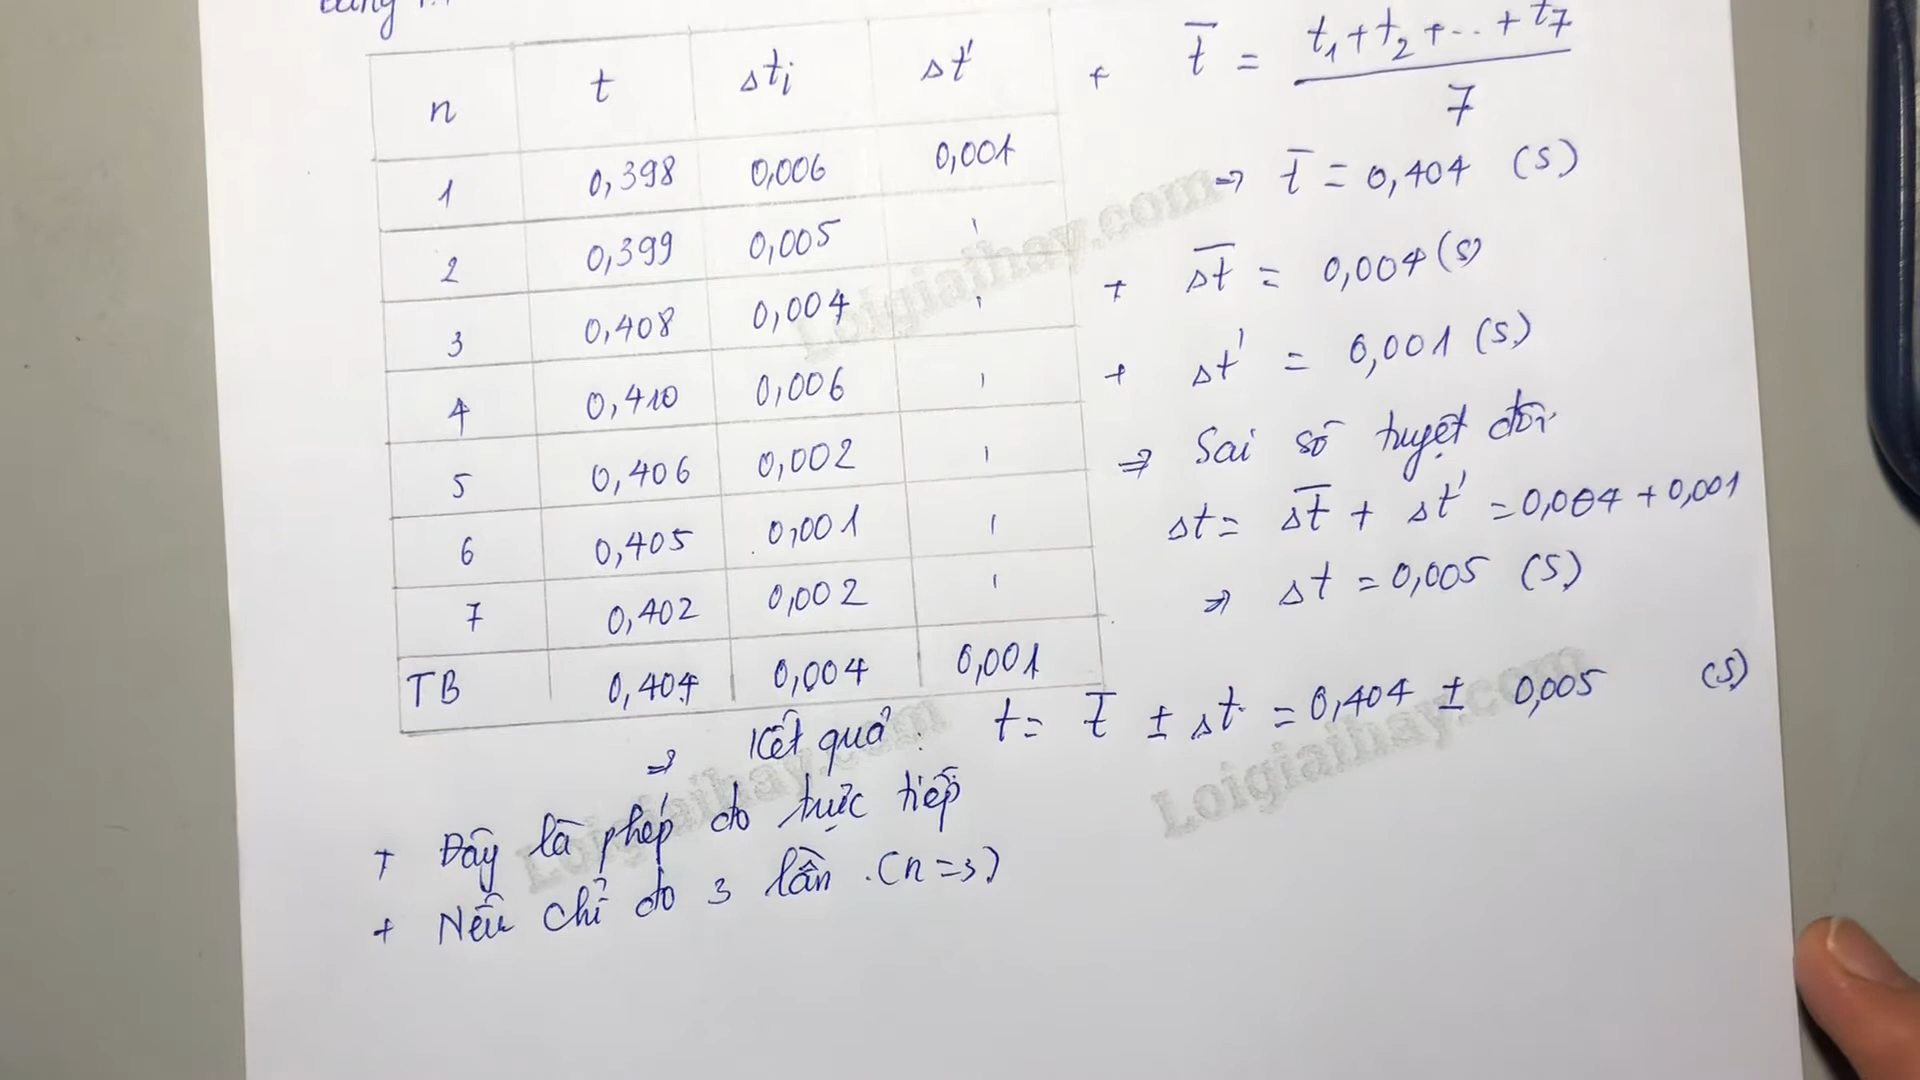 n t Δti Δt'
1 0,398 0,006 0,001
2 0,399 0,005 '
3 0,408 0,004 '
4 0,410 0,006 '
5 0,406 0,002 '
6 0,405 0,001 '
7 0,402 0,002 '
TB 0,404 0,004 0,001
+ t̅ = (t1 + t2 + ... + t7) / 7
⇒ t̅ = 0,404 (s)
+ Δt̅ = 0,004 (s)
+ Δt' = 0,001 (s)
⇒ Sai số tuyệt đối
Δt = Δt̅ + Δt' = 0,004 + 0,001
⇒ Δt = 0,005 (s)
⇒ Kết quả : t = t̅ ± Δt = 0,404 ± 0,005 (s)
+ Đây là phép đo trực tiếp
+ Nếu chỉ đo 3 lần . (n = 3)
Loigiaihay.com
Loigiaihay.com
Loigiaihay.com